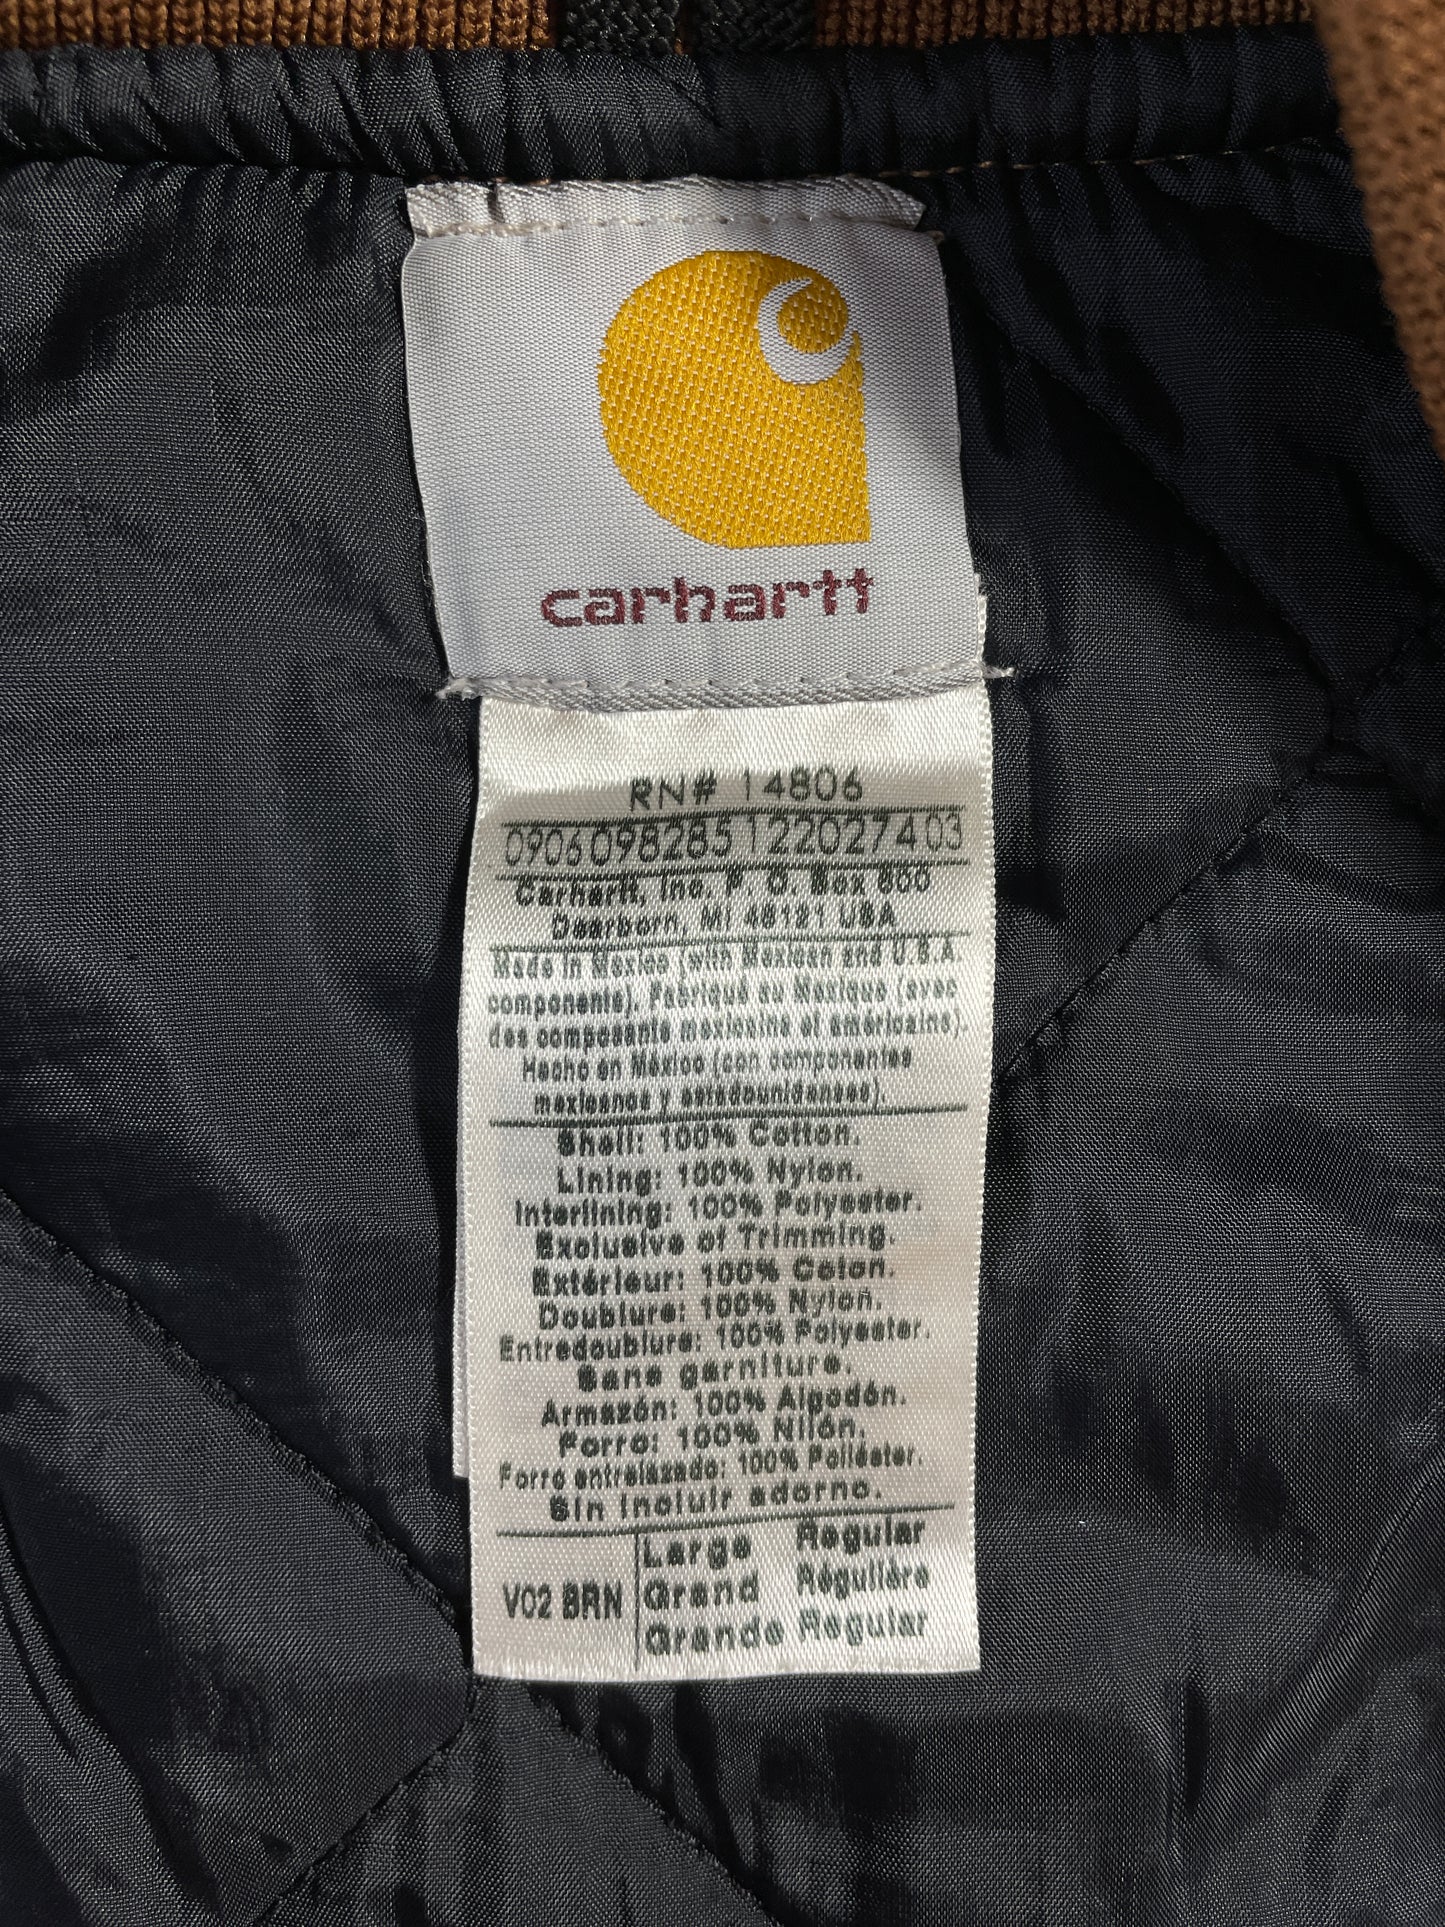 carhartt
RN# 14806
0906098285122027403
Carhartt, Inc. P. O. Box 600
Dearborn, MI 48121 USA
Made in Mexico (with Mexican and U.S.A.
components). Fabriqué au Mexique (avec
des composants mexicains et américains).
Hecho en México (con componentes
mexicanos y estadounidenses).
Shell: 100% Cotton.
Lining: 100% Nylon.
Interlining: 100% Polyester.
Exclusive of Trimming.
Extérieur: 100% Coton.
Doublure: 100% Nylon.
Entredoublure: 100% Polyester.
Sans garniture.
Armazón: 100% Algodón.
Forro: 100% Nilón.
Forro entrelazado: 100% Poliéster.
Sin incluir adorno.
V02 BRN
Large Regular
Grand Régulière
Grande Regular